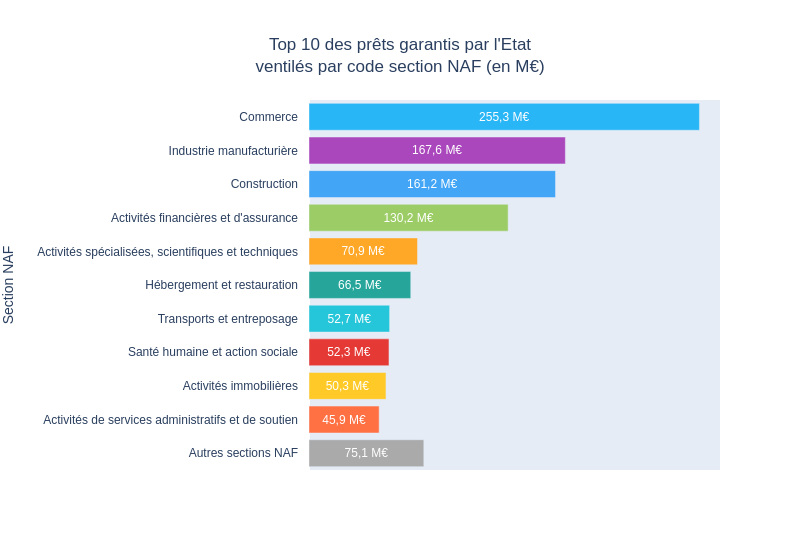 Top 10 des prêts garantis par l'Etat
ventilés par code section NAF (en M€)
Section NAF
Commerce 255,3 M€
Industrie manufacturière 167,6 M€
Construction 161,2 M€
Activités financières et d'assurance 130,2 M€
Activités spécialisées, scientifiques et techniques 70,9 M€
Hébergement et restauration 66,5 M€
Transports et entreposage 52,7 M€
Santé humaine et action sociale 52,3 M€
Activités immobilières 50,3 M€
Activités de services administratifs et de soutien 45,9 M€
Autres sections NAF 75,1 M€